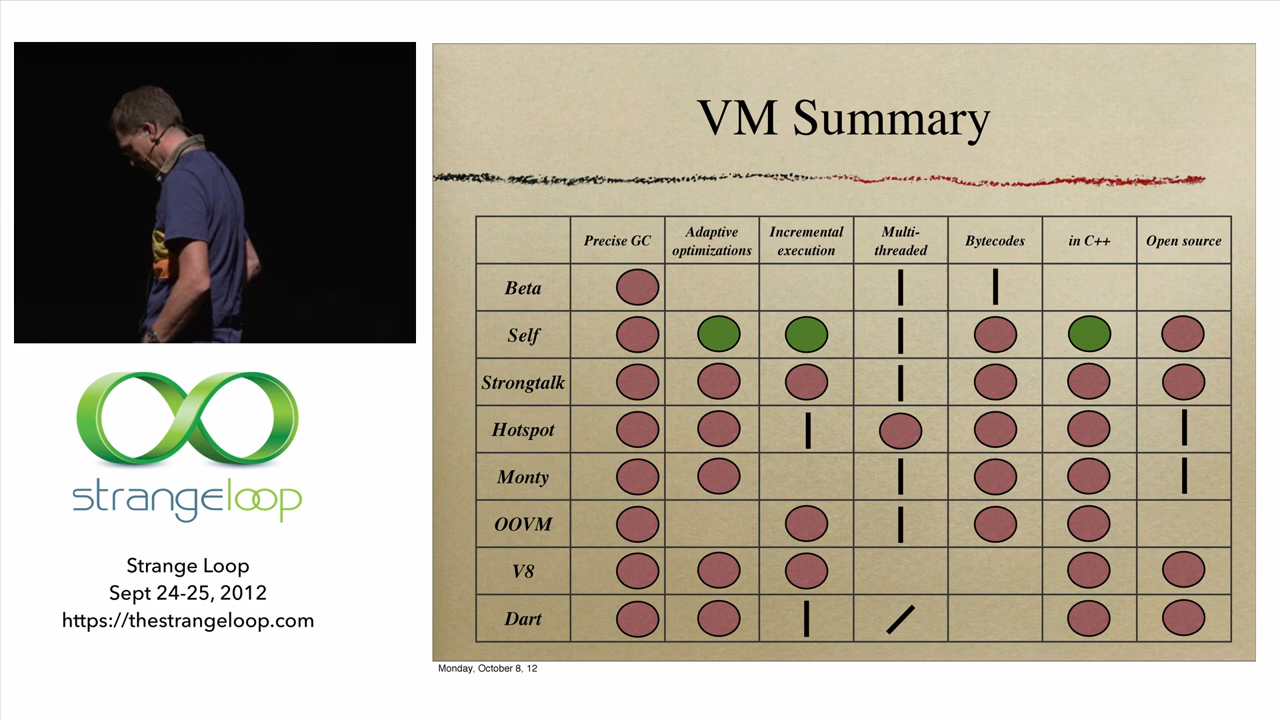 VM Summary
Precise GC
Adaptive
optimizations
Incremental
execution
Multi-
threaded
Bytecodes
in C++
Open source
Beta
Self
Strongtalk
Hotspot
Monty
OOVM
V8
Dart
strangeloop
Strange Loop
Sept 24-25, 2012
https://thestrangeloop.com
Monday, October 8, 12